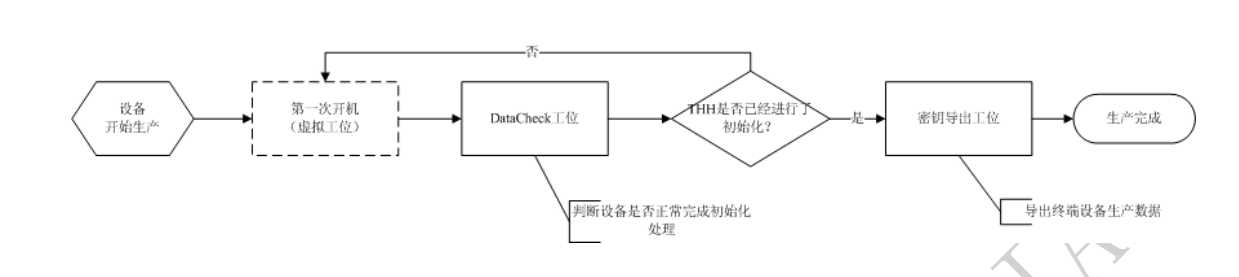 否
设备
开始生产
第一次开机
（虚拟工位）
DataCheck工位
THH是否已经进行了
初始化?
是
密钥导出工位
生产完成
判断设备是否正常完成初始化
处理
导出终端设备生产数据